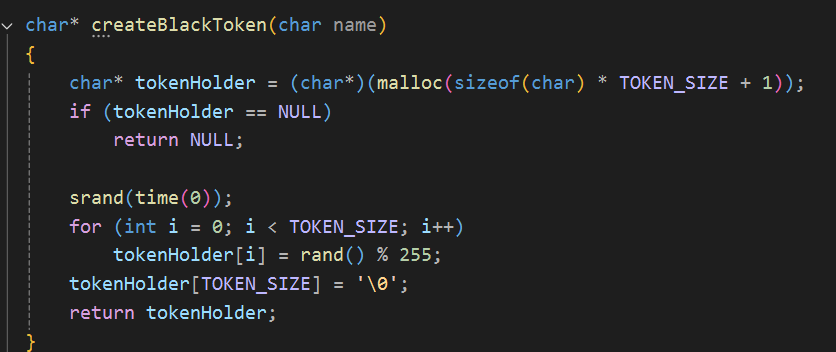 char* createBlackToken(char name)
{
    char* tokenHolder = (char*)(malloc(sizeof(char) * TOKEN_SIZE + 1));
    if (tokenHolder == NULL)
        return NULL;

    srand(time(0));
    for (int i = 0; i < TOKEN_SIZE; i++)
        tokenHolder[i] = rand() % 255;
    tokenHolder[TOKEN_SIZE] = '\0';
    return tokenHolder;
}